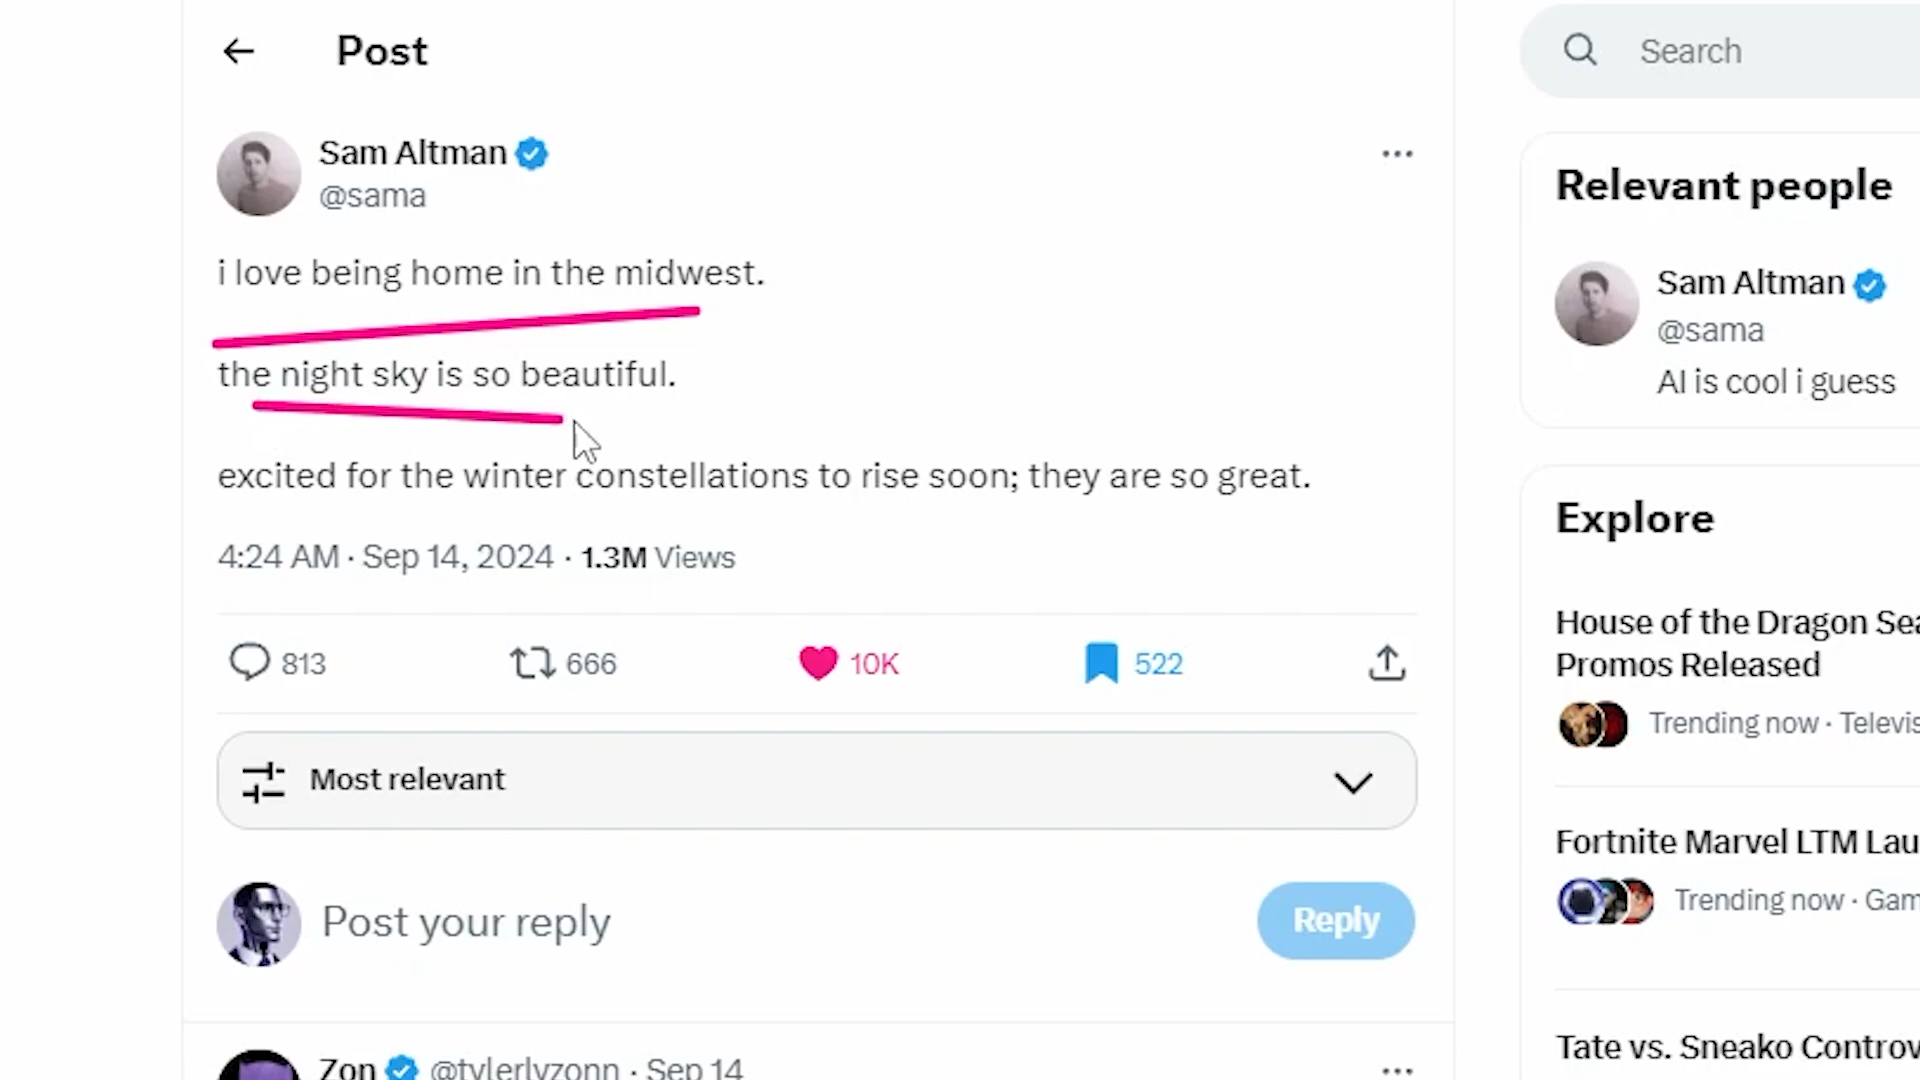 Post
Sam Altman
@sama
i love being home in the midwest.
the night sky is so beautiful.
excited for the winter constellations to rise soon; they are so great.
4:24 AM · Sep 14, 2024 · 1.3M Views
813 666 10K 522
Most relevant
Post your reply
Reply
Zon @tylerlyzonn · Sep 14
Search
Relevant people
Sam Altman
@sama
AI is cool i guess
Explore
House of the Dragon Sea
Promos Released
Trending now · Televis
Fortnite Marvel LTM Lau
Trending now · Gam
Tate vs. Sneako Controv